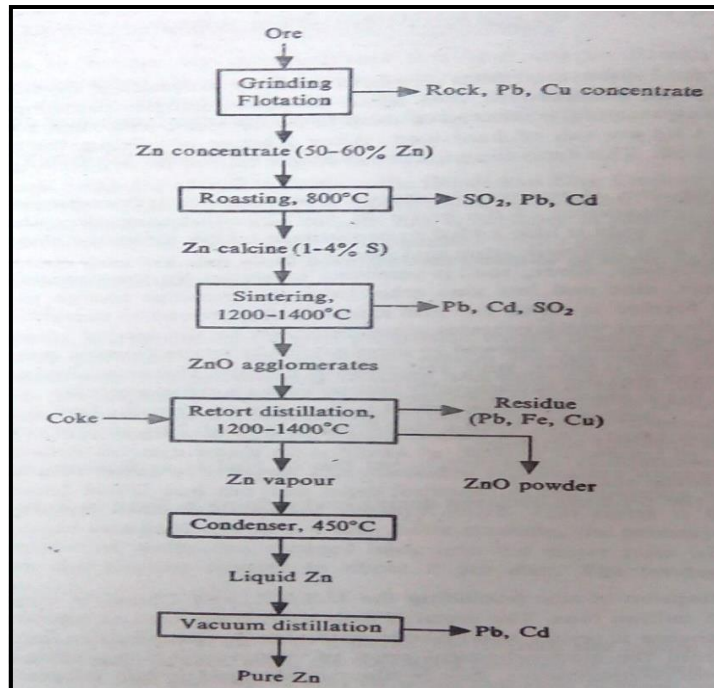 Ore
Grinding
Flotation
Rock, Pb, Cu concentrate
Zn concentrate (50–60% Zn)
Roasting, 800°C
SO₂, Pb, Cd
Zn calcine (1-4% S)
Sintering,
1200–1400°C
Pb, Cd, SO₂
ZnO agglomerates
Coke
Retort distillation,
1200–1400°C
Residue
(Pb, Fe, Cu)
Zn vapour
ZnO powder
Condenser, 450°C
Liquid Zn
Vacuum distillation
Pb, Cd
Pure Zn